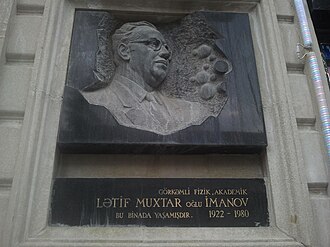 GÖRKƏMLİ FİZİK, AKADEMİK
LƏTİF MUXTAR OĞLU İMANOV
BU BİNADA YAŞAMIŞDIR. 1922 - 1980